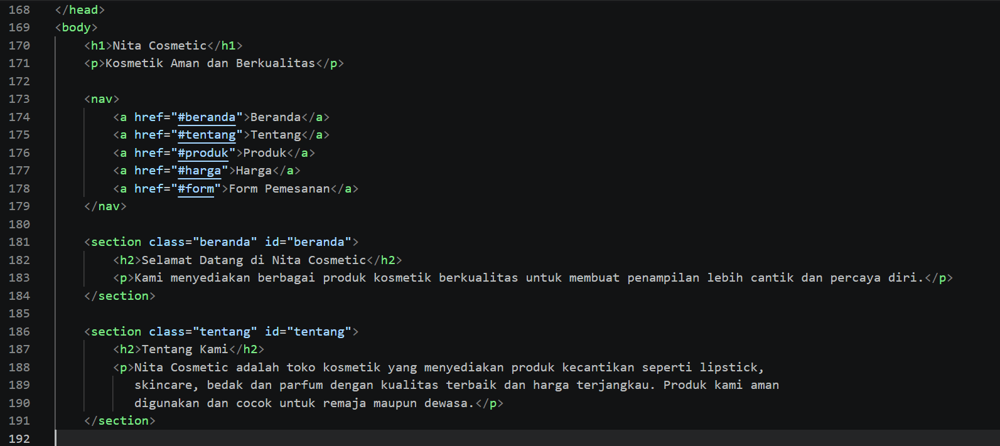 168 </head>
169 <body>
170     <h1>Nita Cosmetic</h1>
171     <p>Kosmetik Aman dan Berkualitas</p>
172
173     <nav>
174         <a href="#beranda">Beranda</a>
175         <a href="#tentang">Tentang</a>
176         <a href="#produk">Produk</a>
177         <a href="#harga">Harga</a>
178         <a href="#form">Form Pemesanan</a>
179     </nav>
180
181     <section class="beranda" id="beranda">
182         <h2>Selamat Datang di Nita Cosmetic</h2>
183         <p>Kami menyediakan berbagai produk kosmetik berkualitas untuk membuat penampilan lebih cantik dan percaya diri.</p>
184     </section>
185
186     <section class="tentang" id="tentang">
187         <h2>Tentang Kami</h2>
188         <p>Nita Cosmetic adalah toko kosmetik yang menyediakan produk kecantikan seperti lipstick,
189            skincare, bedak dan parfum dengan kualitas terbaik dan harga terjangkau. Produk kami aman
190            digunakan dan cocok untuk remaja maupun dewasa.</p>
191     </section>
192